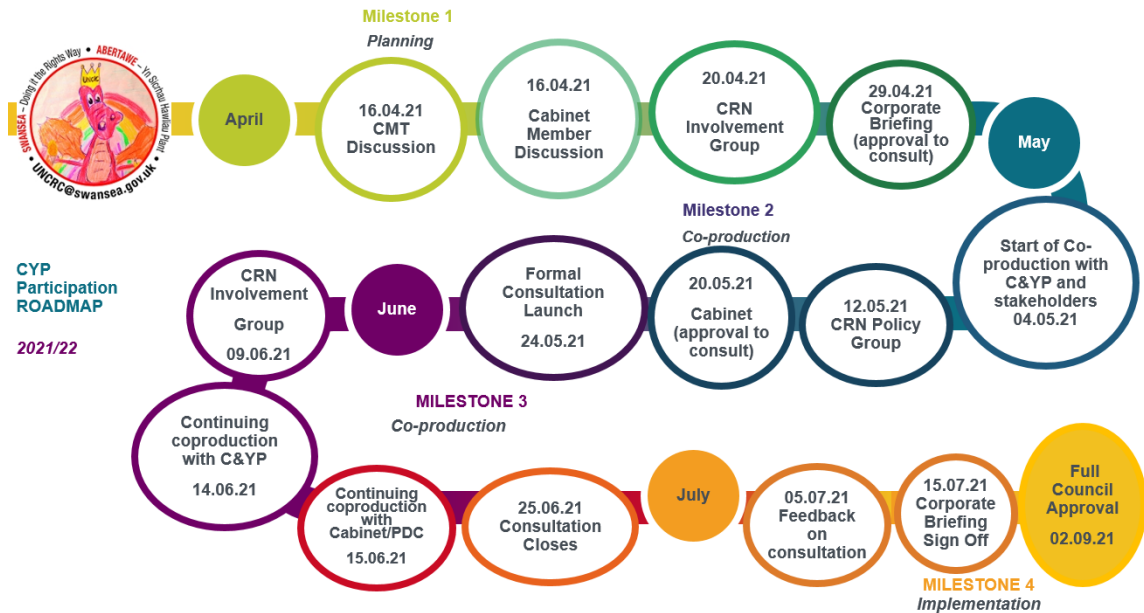 SWANSEA – Doing it the Rights Way • ABERTAWE – Yn Sicrhau Hawliau Plant
• UNCRC@swansea.gov.uk •
UNCRC
April
Milestone 1
Planning
16.04.21
CMT
Discussion
16.04.21
Cabinet
Member
Discussion
20.04.21
CRN
Involvement
Group
29.04.21
Corporate
Briefing
(approval to
consult)
May
Start of Co-
production with
C&YP and
stakeholders
04.05.21
12.05.21
CRN Policy
Group
Milestone 2
Co-production
20.05.21
Cabinet
(approval to
consult)
Formal
Consultation
Launch
24.05.21
June
CRN
Involvement
Group
09.06.21
CYP
Participation
ROADMAP
2021/22
MILESTONE 3
Co-production
Continuing
coproduction
with C&YP
14.06.21
Continuing
coproduction
with
Cabinet/PDC
15.06.21
25.06.21
Consultation
Closes
July
05.07.21
Feedback
on
consultation
15.07.21
Corporate
Briefing
Sign Off
Full
Council
Approval
02.09.21
MILESTONE 4
Implementation